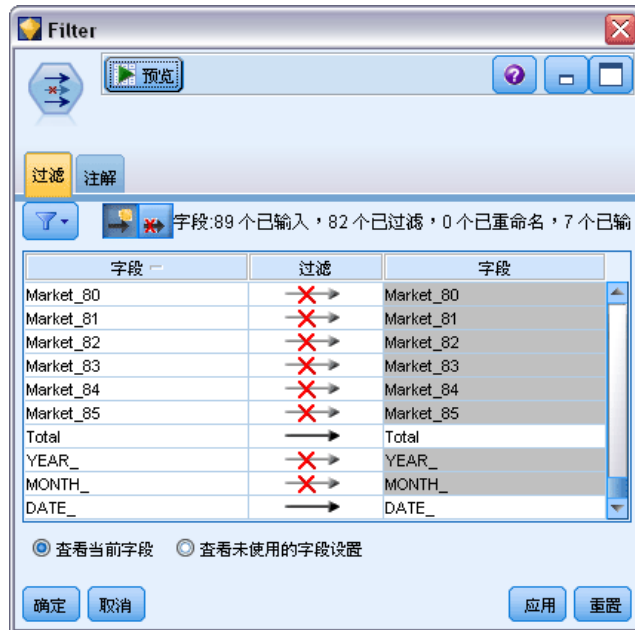 Filter
预览
过滤 注解
字段:89 个已输入，82 个已过滤，0 个已重命名，7 个已输
字段 过滤 字段
Market_80 Market_80
Market_81 Market_81
Market_82 Market_82
Market_83 Market_83
Market_84 Market_84
Market_85 Market_85
Total Total
YEAR_ YEAR_
MONTH_ MONTH_
DATE_ DATE_
查看当前字段 查看未使用的字段设置
确定 取消 应用 重置